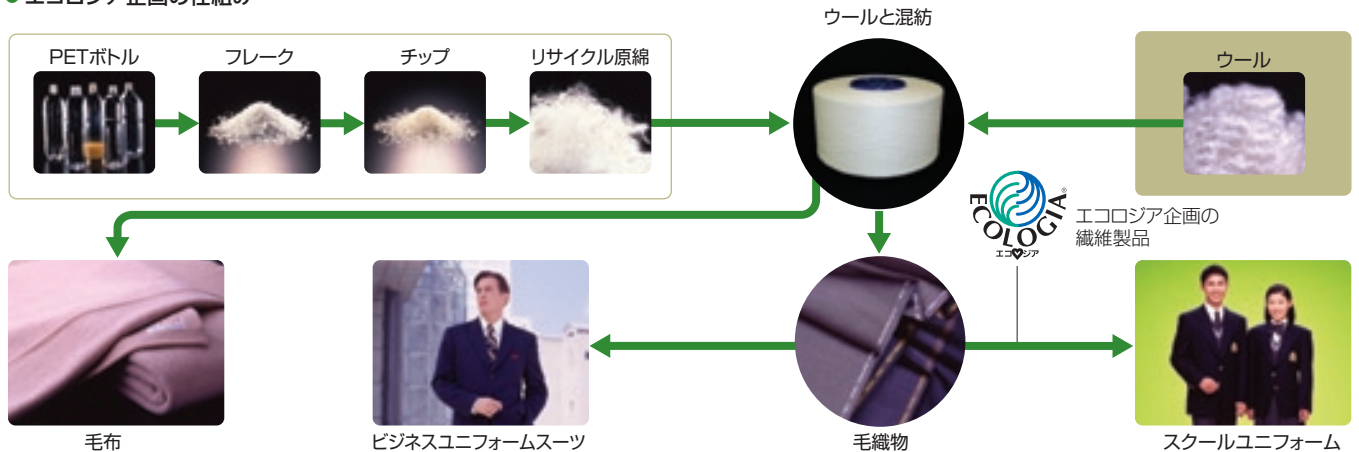 ● エコロジア企画の仕組み
ウールと混紡
PETボトル
フレーク
チップ
リサイクル原綿
ウール
ECOLOGIA®
エコ♥ジア
エコロジア企画の
繊維製品
毛布
ビジネスユニフォームスーツ
毛織物
スクールユニフォーム